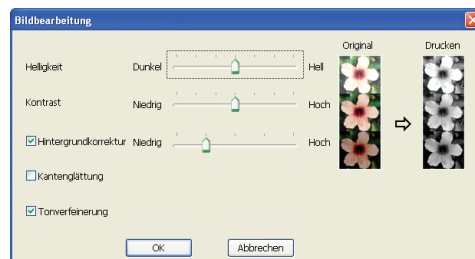 Bildbearbeitung
Original Drucken
Helligkeit Dunkel Hell
Kontrast Niedrig Hoch
Hintergrundkorrektur Niedrig Hoch
Kantenglättung
Tonverfeinerung
OK Abbrechen